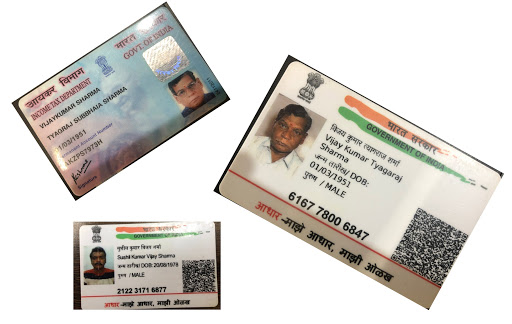 आयकर विभाग
INCOME TAX DEPARTMENT
भारत सरकार
GOVT. OF INDIA
VIJAYKUMAR SHARMA
TYAGRAJ SUBBHAIA SHARMA
/03/1951
Permanent Account Number
Signature
भारत सरकार
GOVERNMENT OF INDIA
विजय कुमार त्यागराज शर्मा
Vijay Kumar Tyagaraj
Sharma
जन्म तारीख/ DOB:
01/03/1951
पुरुष / MALE
6167 7800 6847
आधार-माझे आधार, माझी ओळख
भारत सरकार
GOVERNMENT OF INDIA
सुशील कुमार विजय शर्मा
Sushil Kumar Vijay Sharma
जन्म तारीख/ DOB: 20/08/1978
पुरुष / MALE
2122 3171 6877
आधार-माझे आधार, माझी ओळख